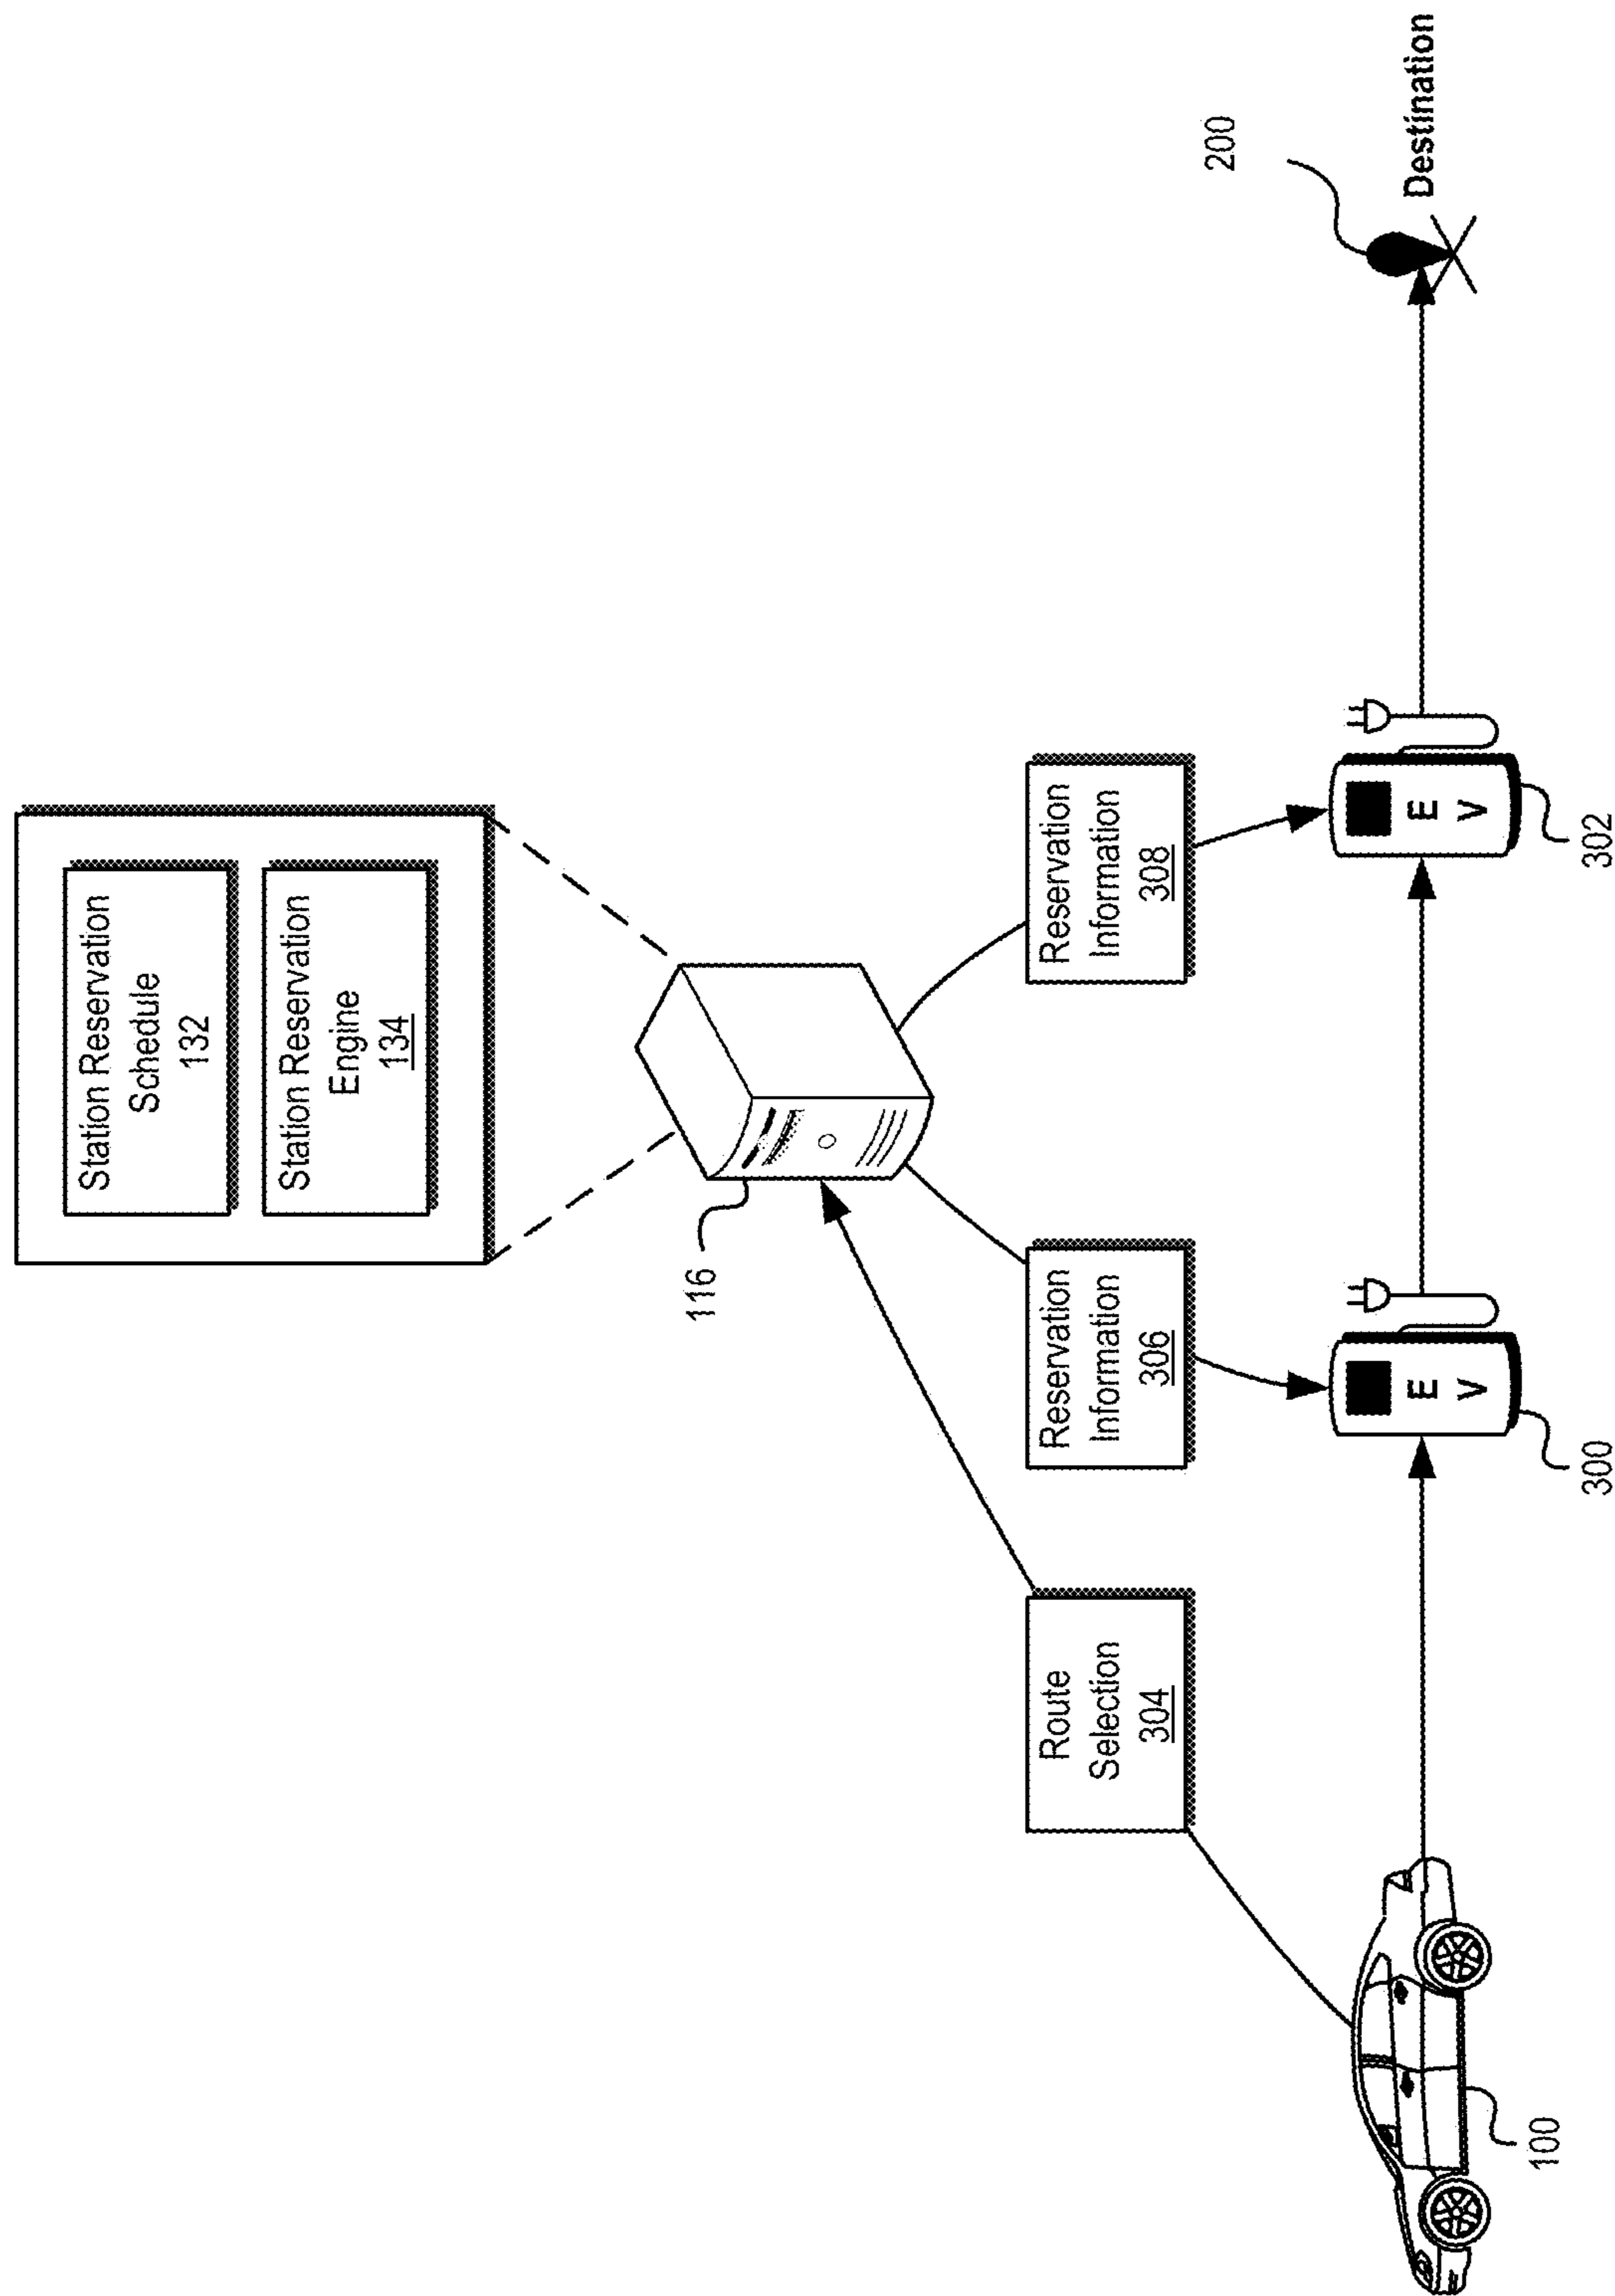 Station Reservation
Schedule
132
Station Reservation
Engine
134
116
Route
Selection
304
Reservation
Information
306
Reservation
Information
308
200
Destination
E
V
E
V
100
300
302